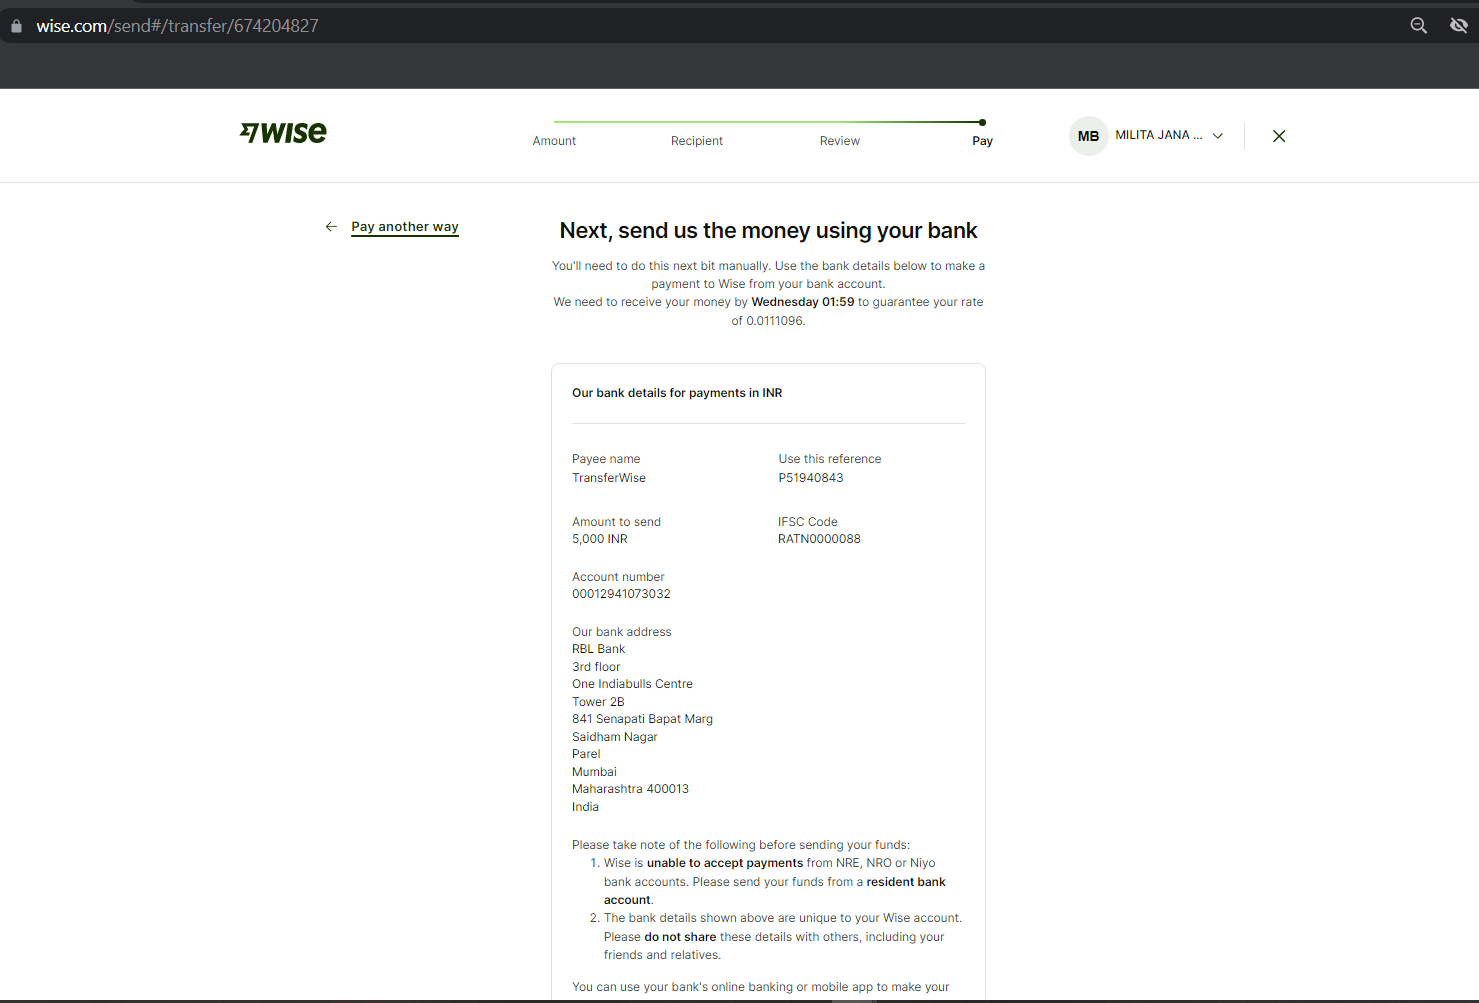 wise.com/send#/transfer/674204827
WISE
Amount
Recipient
Review
Pay
MB
MILITA JANA ...
Pay another way
Next, send us the money using your bank
You'll need to do this next bit manually. Use the bank details below to make a
payment to Wise from your bank account.
We need to receive your money by Wednesday 01:59 to guarantee your rate
of 0.0111096.
Our bank details for payments in INR
Payee name
TransferWise
Use this reference
P51940843
Amount to send
5,000 INR
IFSC Code
RATN0000088
Account number
00012941073032
Our bank address
RBL Bank
3rd floor
One Indiabulls Centre
Tower 2B
841 Senapati Bapat Marg
Saidham Nagar
Parel
Mumbai
Maharashtra 400013
India
Please take note of the following before sending your funds:
1. Wise is unable to accept payments from NRE, NRO or Niyo
bank accounts. Please send your funds from a resident bank
account.
2. The bank details shown above are unique to your Wise account.
Please do not share these details with others, including your
friends and relatives.
You can use your bank's online banking or mobile app to make your